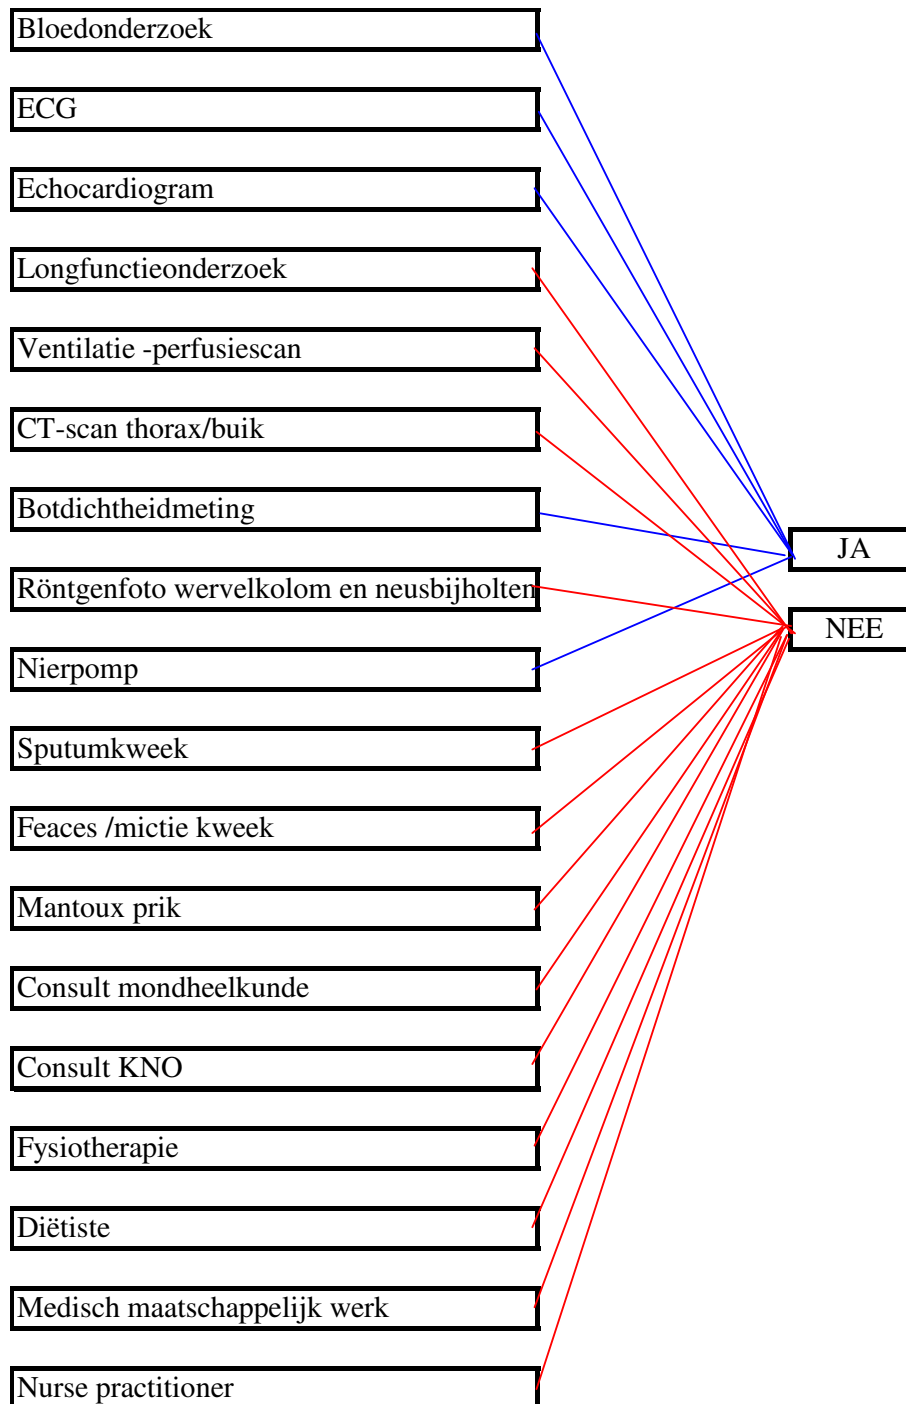 Bloedonderzoek
ECG
Echocardiogram
Longfunctieonderzoek
Ventilatie -perfusiescan
CT-scan thorax/buik
Botdichtheidmeting
JA
Röntgenfoto wervelkolom en neusbijholten
NEE
Nierpomp
Sputumkweek
Feaces /mictie kweek
Mantoux prik
Consult mondheelkunde
Consult KNO
Fysiotherapie
Diëtiste
Medisch maatschappelijk werk
Nurse practitioner